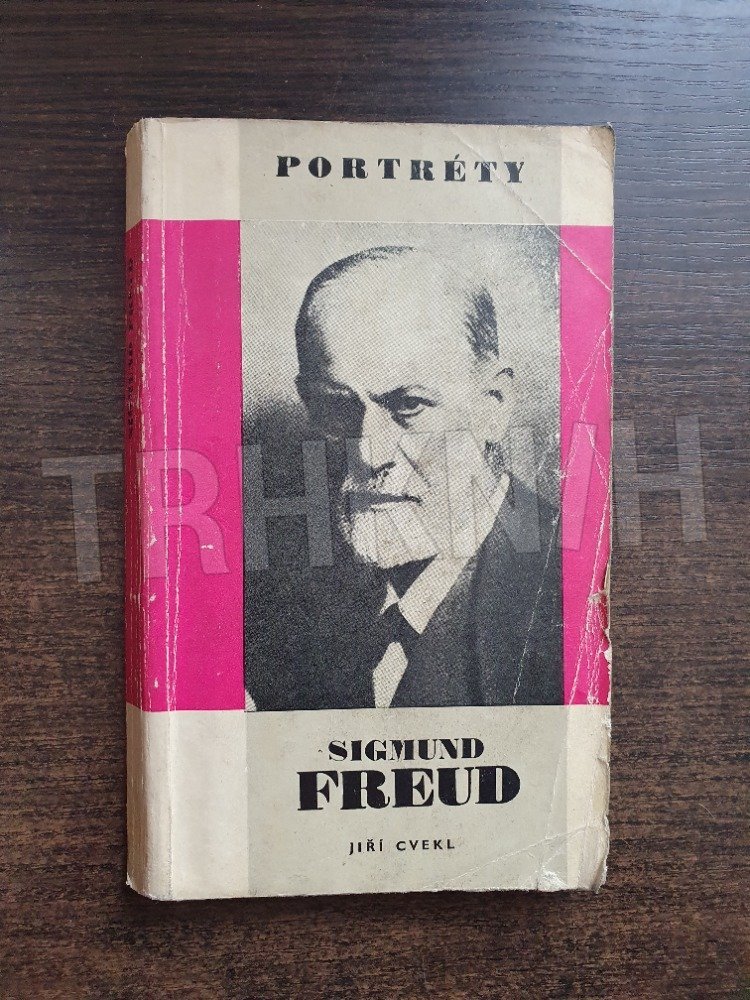 PORTRÉTY
TRHKNIH
SIGMUND
FREUD
JIŘÍ CVEKL